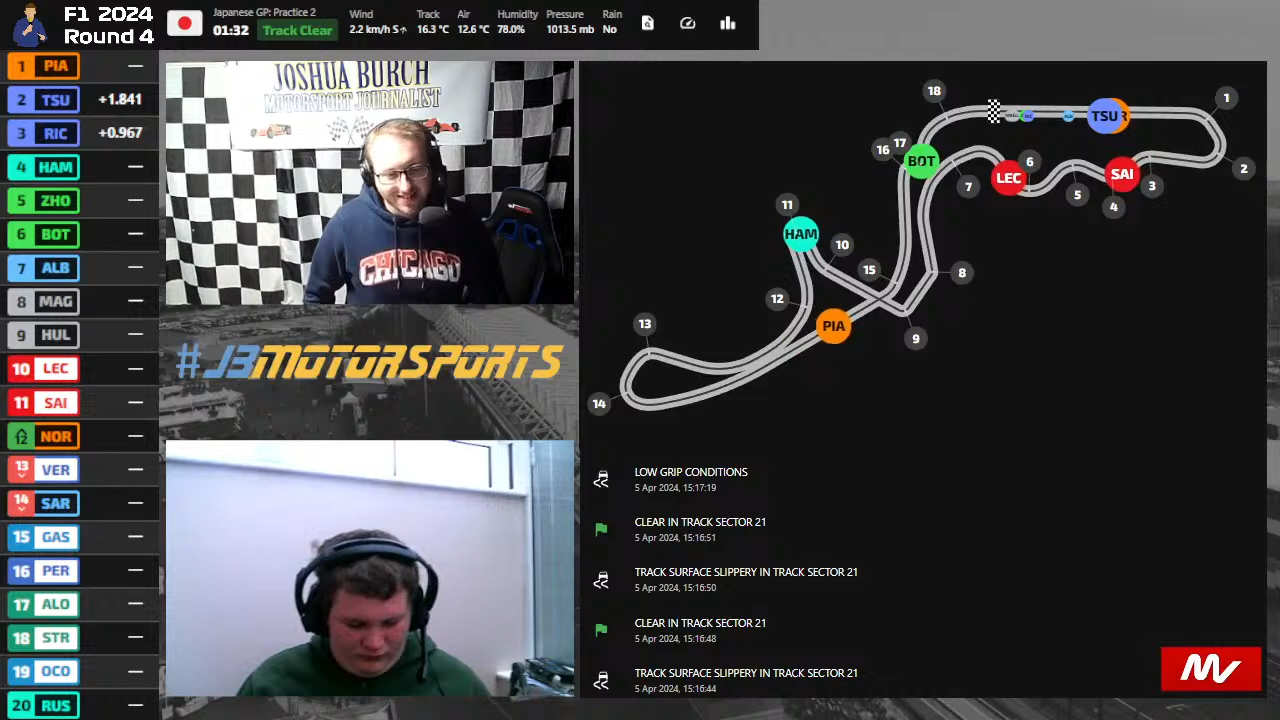 F1 2024
Round 4
Japanese GP: Practice 2
01:32
Track Clear
Wind
2.2 km/h S
Track
16.3 °C
Air
12.6 °C
Humidity
78.0%
Pressure
1013.5 mb
Rain
No
1 PIA —
2 TSU +1.841
3 RIC +0.967
4 HAM —
5 ZHO —
6 BOT —
7 ALB —
8 MAG —
9 HUL —
10 LEC —
11 SAI —
12 NOR —
13 VER —
14 SAR —
15 GAS —
16 PER —
17 ALO —
18 STR —
19 OCO —
20 RUS —
JOSHUA BURCH
MOTORSPORT JOURNALIST
CHICAGO
#JBMOTORSPORTS
18
1
TSU
17
16
BOT
6
LEC
SAI
7
5
3
2
4
11
HAM
10
15
8
12
PIA
13
9
14
LOW GRIP CONDITIONS
5 Apr 2024, 15:17:19
CLEAR IN TRACK SECTOR 21
5 Apr 2024, 15:16:51
TRACK SURFACE SLIPPERY IN TRACK SECTOR 21
5 Apr 2024, 15:16:50
CLEAR IN TRACK SECTOR 21
5 Apr 2024, 15:16:48
TRACK SURFACE SLIPPERY IN TRACK SECTOR 21
5 Apr 2024, 15:16:44
MV